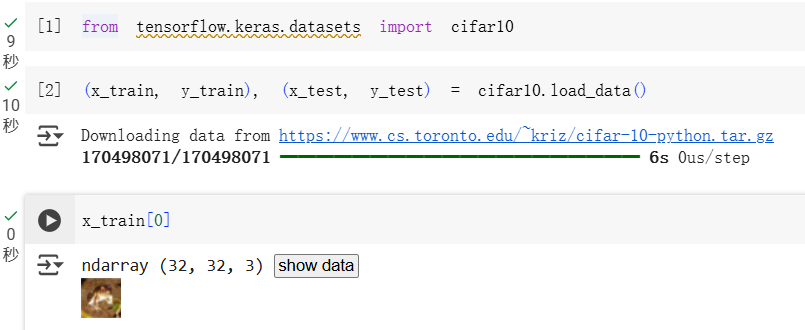 [1] from tensorflow.keras.datasets import cifar10
9
秒
[2] (x_train, y_train), (x_test, y_test) = cifar10.load_data()
10
秒
Downloading data from https://www.cs.toronto.edu/~kriz/cifar-10-python.tar.gz
170498071/170498071 ━━━━━━━━━━━━━━━━━━━━ 6s 0us/step
x_train[0]
0
秒
ndarray (32, 32, 3) show data